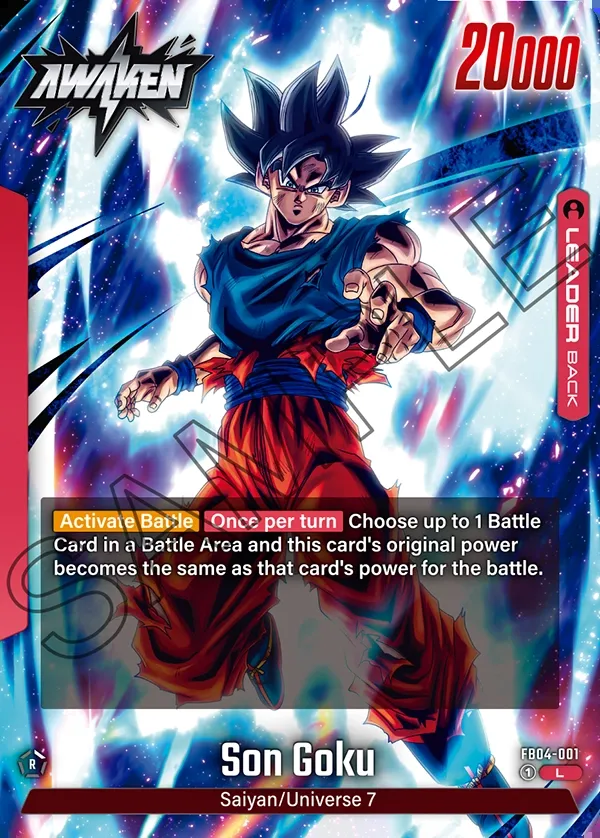 AWAKEN
20000
LEADER BACK
Activate Battle Once per turn Choose up to 1 Battle
Card in a Battle Area and this card's original power
becomes the same as that card's power for the battle.
SAMPLE
R
Son Goku
FB04-001
1 L
Saiyan/Universe 7